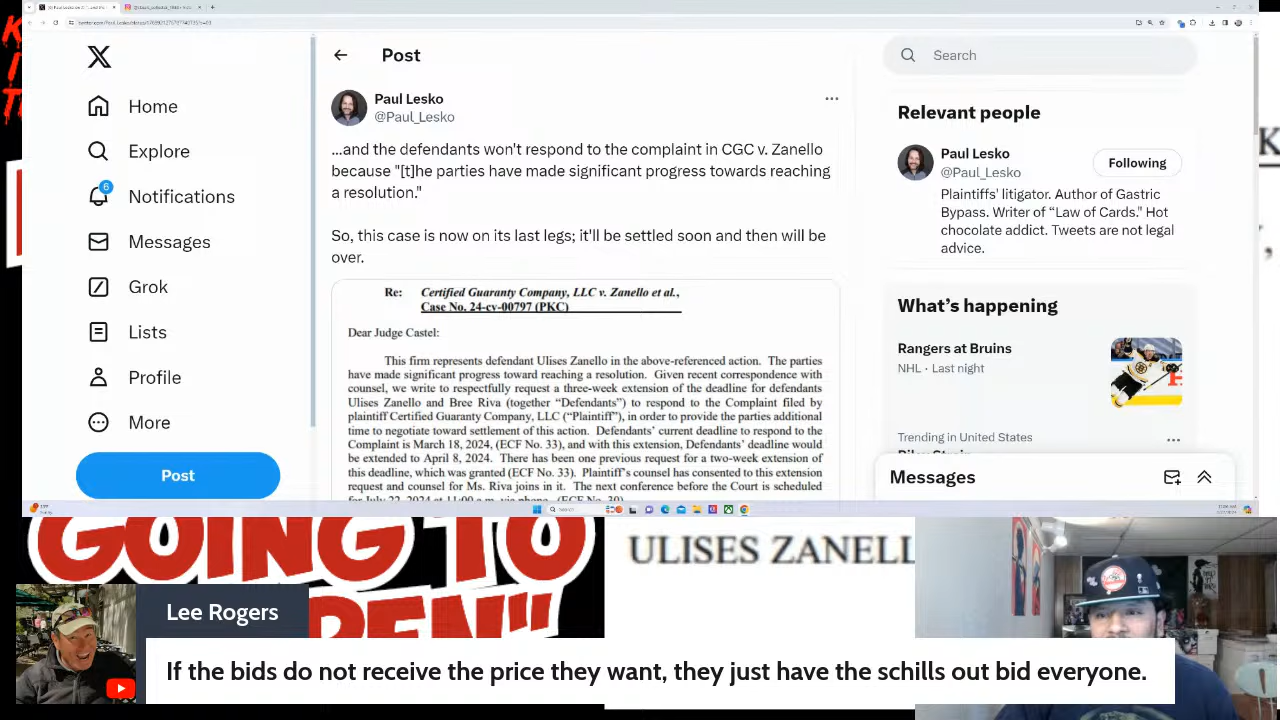 Home
Explore
6
Notifications
Messages
Grok
Lists
Profile
More
Post
Post
Paul Lesko
@Paul_Lesko
...and the defendants won't respond to the complaint in CGC v. Zanello
because "[t]he parties have made significant progress towards reaching
a resolution."
So, this case is now on its last legs; it'll be settled soon and then will be
over.
Re: Certified Guaranty Company, LLC v. Zanello et al.,
Case No. 24-cv-00797 (PKC)
Dear Judge Castel:
This firm represents defendant Ulises Zanello in the above-referenced action. The parties
have made significant progress toward reaching a resolution. Given recent correspondence with
counsel, we write to respectfully request a three-week extension of the deadline for defendants
Ulises Zanello and Bree Riva (together “Defendants”) to respond to the Complaint filed by
plaintiff Certified Guaranty Company, LLC (“Plaintiff”), in order to provide the parties additional
time to negotiate toward settlement of this action. Defendants’ current deadline to respond to the
Complaint is March 18, 2024, (ECF No. 33), and with this extension, Defendants’ deadline would
be extended to April 8, 2024. There has been one previous request for a two-week extension of
this deadline, which was granted (ECF No. 33). Plaintiff’s counsel has consented to this extension
request and counsel for Ms. Riva joins in it. The next conference before the Court is scheduled
for July 22, 2024 at 11:00 a.m. via phone. (ECF No. 30)
Search
Relevant people
Paul Lesko
@Paul_Lesko
Following
Plaintiffs' litigator. Author of Gastric
Bypass. Writer of “Law of Cards.” Hot
chocolate addict. Tweets are not legal
advice.
What’s happening
Rangers at Bruins
NHL · Last night
Trending in United States
Messages
GOING TO
ULISES ZANELL
Lee Rogers
If the bids do not receive the price they want, they just have the schills out bid everyone.